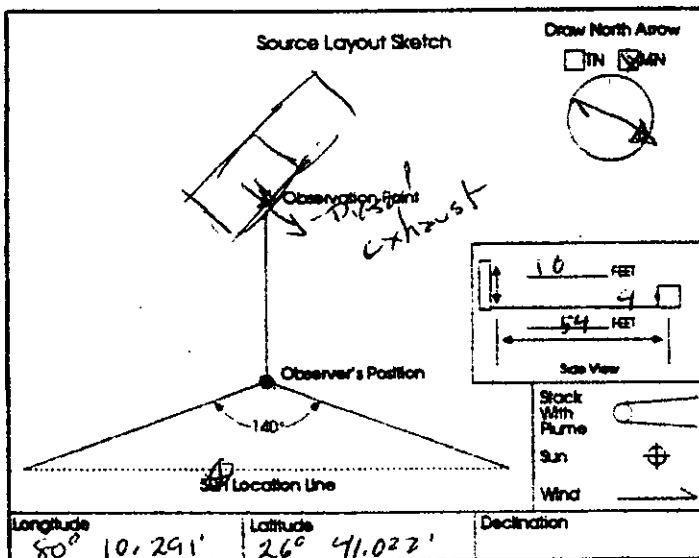 Source Layout Sketch
Draw North Arrow
TN MN
Observation Point
exhaust
10 FEET
4
54 FEET
Side View
Observer's Position
140°
Sun Location Line
Stack
With
Plume
Sun
Wind
Longitude
80° 10.291'
Latitude
26° 41.022'
Declination